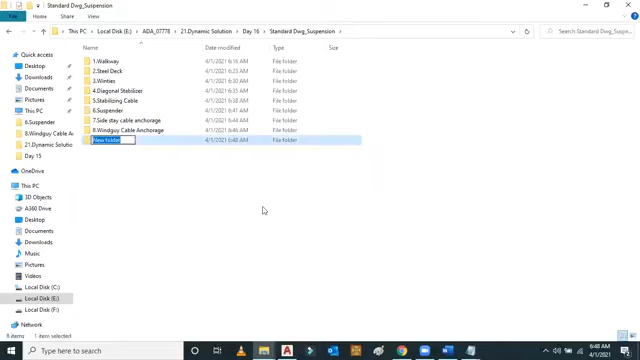 Standard Dwg_Suspension
File Home Share View
This PC > Local Disk (E:) > ADA_07778 > 21.Dynamic Solution > Day 16 > Standard Dwg_Suspension >
Search Standard Dwg_Suspension
Name Date modified Type Size
Quick access
Desktop
Downloads
Documents
Pictures
This PC
6.Suspender
8.Windguy Cable An
21.Dynamic Solutio
Day 15
OneDrive
This PC
3D Objects
A360 Drive
Desktop
Documents
Downloads
Music
Pictures
Videos
Local Disk (C:)
Local Disk (E:)
Local Disk (F:)
Network
1.Walkway 4/1/2021 6:16 AM File folder
2.Steel Deck 4/1/2021 6:23 AM File folder
3.Winties 4/1/2021 6:25 AM File folder
4.Diagonal Stabilizer 4/1/2021 6:30 AM File folder
5.Stabilizing Cable 4/1/2021 6:38 AM File folder
6.Suspender 4/1/2021 6:41 AM File folder
7.Side stay cable anchorage 4/1/2021 6:44 AM File folder
8.Windguy Cable Anchorage 4/1/2021 6:46 AM File folder
New folder 4/1/2021 6:48 AM File folder
8 items 1 item selected
Type here to search
6:48 AM
4/1/2021